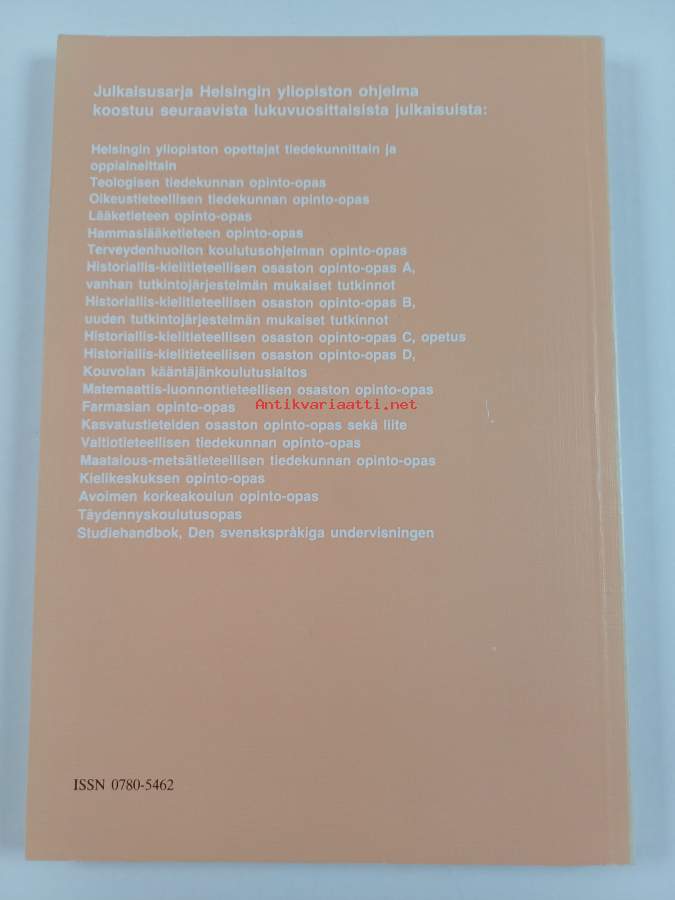 Julkaisusarja Helsingin yliopiston ohjelma
koostuu seuraavista lukuvuosittaisista julkaisuista:
Helsingin yliopiston opettajat tiedekunnittain ja
oppiaineittain
Teologisen tiedekunnan opinto-opas
Oikeustieteellisen tiedekunnan opinto-opas
Lääketieteen opinto-opas
Hammaslääketieteen opinto-opas
Terveydenhuollon koulutusohjelman opinto-opas
Historiallis-kielitieteellisen osaston opinto-opas A,
vanhan tutkintojärjestelmän mukaiset tutkinnot
Historiallis-kielitieteellisen osaston opinto-opas B,
uuden tutkintojärjestelmän mukaiset tutkinnot
Historiallis-kielitieteellisen osaston opinto-opas C, opetus
Historiallis-kielitieteellisen osaston opinto-opas D,
Kouvolan kääntäjänkoulutuslaitos
Matemaattis-luonnontieteellisen osaston opinto-opas
Farmasian opinto-opas
Antikvariaatti.net
Kasvatustieteiden osaston opinto-opas sekä liite
Valtiotieteellisen tiedekunnan opinto-opas
Maatalous-metsätieteellisen tiedekunnan opinto-opas
Kielikeskuksen opinto-opas
Avoimen korkeakoulun opinto-opas
Täydennyskoulutusopas
Studiehandbok, Den svenskspråkiga undervisningen
ISSN 0780-5462